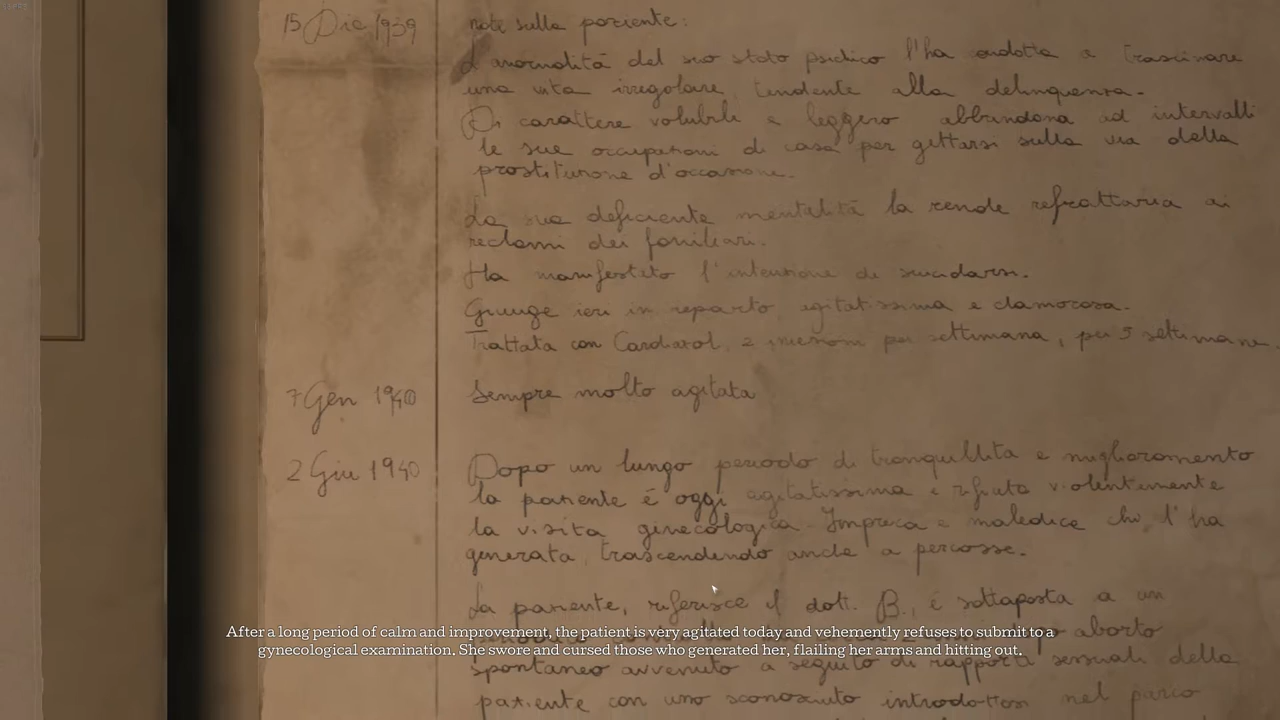 15 Dic 1939
note sulla paziente:
L'anormalità del suo stato psichico l'ha indotta a trascinare
una vita irregolare, tendente alla delinquenza.
Di carattere volubile e leggero abbandona ad intervalli
le sue occupazioni di casa per gettarsi sulla via della
prostituzione d'occasione.
La sua deficiente mentalità la rende refrattaria ai
reclami dei familiari.
Ha manifestato l'intenzione di suicidarsi.
Giunge ieri in reparto, agitatissima e clamorosa.
Trattata con Cardiazol, 2 iniezioni per settimana, per 5 settimane.
7 Gen 1940
Sempre molto agitata
2 Giu 1940
Dopo un lungo periodo di tranquillità e miglioramento
la paziente è oggi agitatissima e rifiuta violentemente
la visita ginecologica. Impreca e maledice chi l'ha
generata, trascendendo anche a percosse.
La paziente, riferisce il dott. B., è sottoposta a un
aborto
spontaneo avvenuto a seguito di rapporti sessuali della
paziente con uno sconosciuto introdottosi nel parco
After a long period of calm and improvement, the patient is very agitated today and vehemently refuses to submit to a
gynecological examination. She swore and cursed those who generated her, flailing her arms and hitting out.